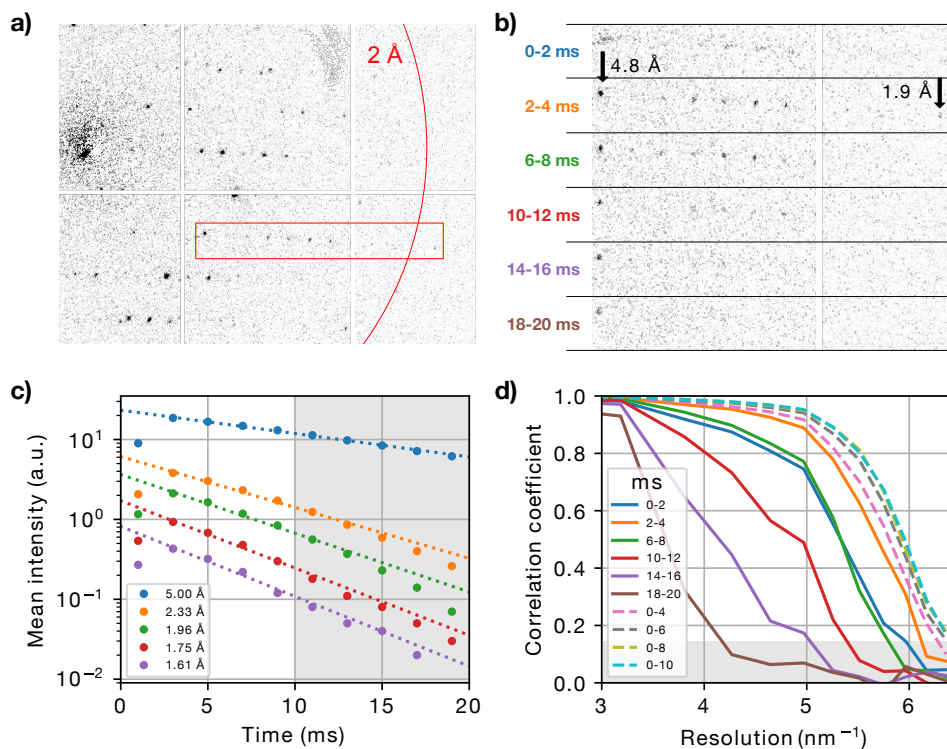 a)
2 Å
b)
0-2 ms
2-4 ms
6-8 ms
10-12 ms
14-16 ms
18-20 ms
4.8 Å
1.9 Å
c)
Mean intensity (a.u.)
10¹
10⁰
10⁻¹
10⁻²
0
5
10
15
20
Time (ms)
5.00 Å
2.33 Å
1.96 Å
1.75 Å
1.61 Å
d)
Correlation coefficient
1.0
0.8
0.6
0.4
0.2
0.0
3
4
5
6
Resolution (nm⁻¹)
ms
0-2
2-4
6-8
10-12
14-16
18-20
0-4
0-6
0-8
0-10